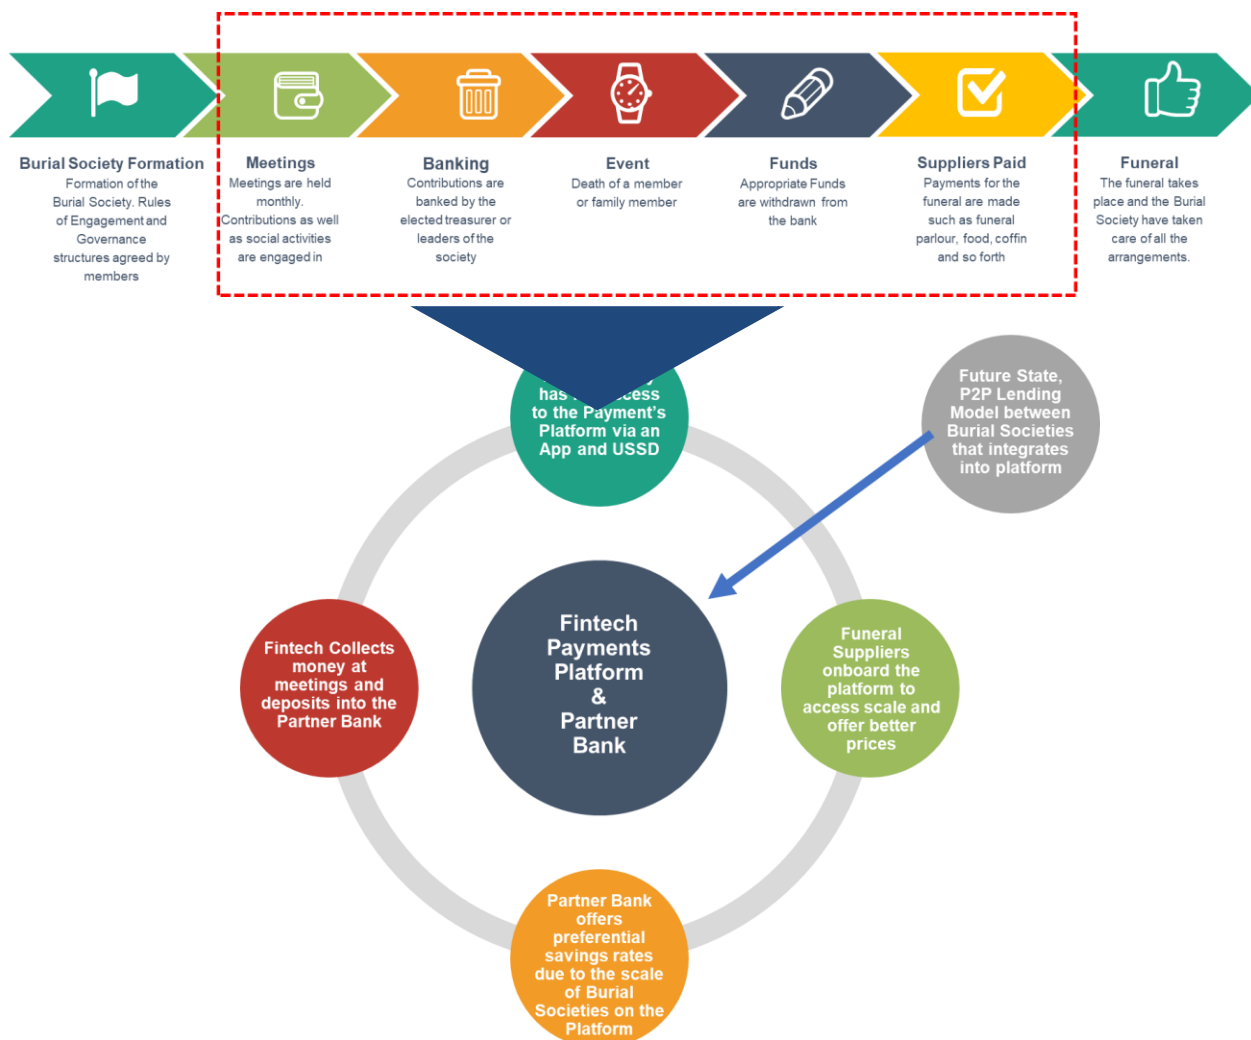 Burial Society Formation
Formation of the
Burial Society. Rules
of Engagement and
Governance
structures agreed by
members
Meetings
Meetings are held
monthly.
Contributions as well
as social activities
are engaged in
Banking
Contributions are
banked by the
elected treasurer or
leaders of the
society
Event
Death of a member
or family member
Funds
Appropriate Funds
are withdrawn from
the bank
Suppliers Paid
Payments for the
funeral are made
such as funeral
parlour, food, coffin
and so forth
Funeral
The funeral takes
place and the Burial
Society have taken
care of all the
arrangements.
has
to the Payment’s
Platform via an
App and USSD
Future State,
P2P Lending
Model between
Burial Societies
that integrates
into platform
Fintech Collects
money at
meetings and
deposits into the
Partner Bank
Fintech
Payments
Platform
&
Partner
Bank
Funeral
Suppliers
onboard the
platform to
access scale and
offer better
prices
Partner Bank
offers
preferential
savings rates
due to the scale
of Burial
Societies on the
Platform